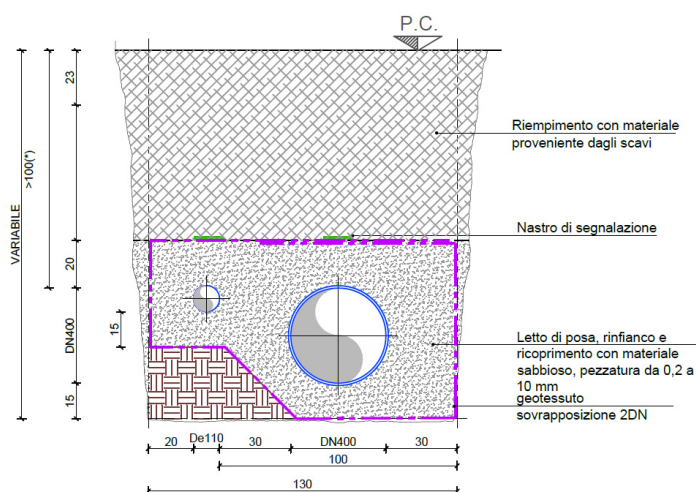 P.C.
23
>100(*)
VARIABILE
Riempimento con materiale
proveniente dagli scavi
Nastro di segnalazione
20
15
DN400
15
Letto di posa, rinfianco e
ricoprimento con materiale
sabbioso, pezzatura da 0,2 a
10 mm
geotessuto
sovrapposizione 2DN
20
De110
30
DN400
30
100
130